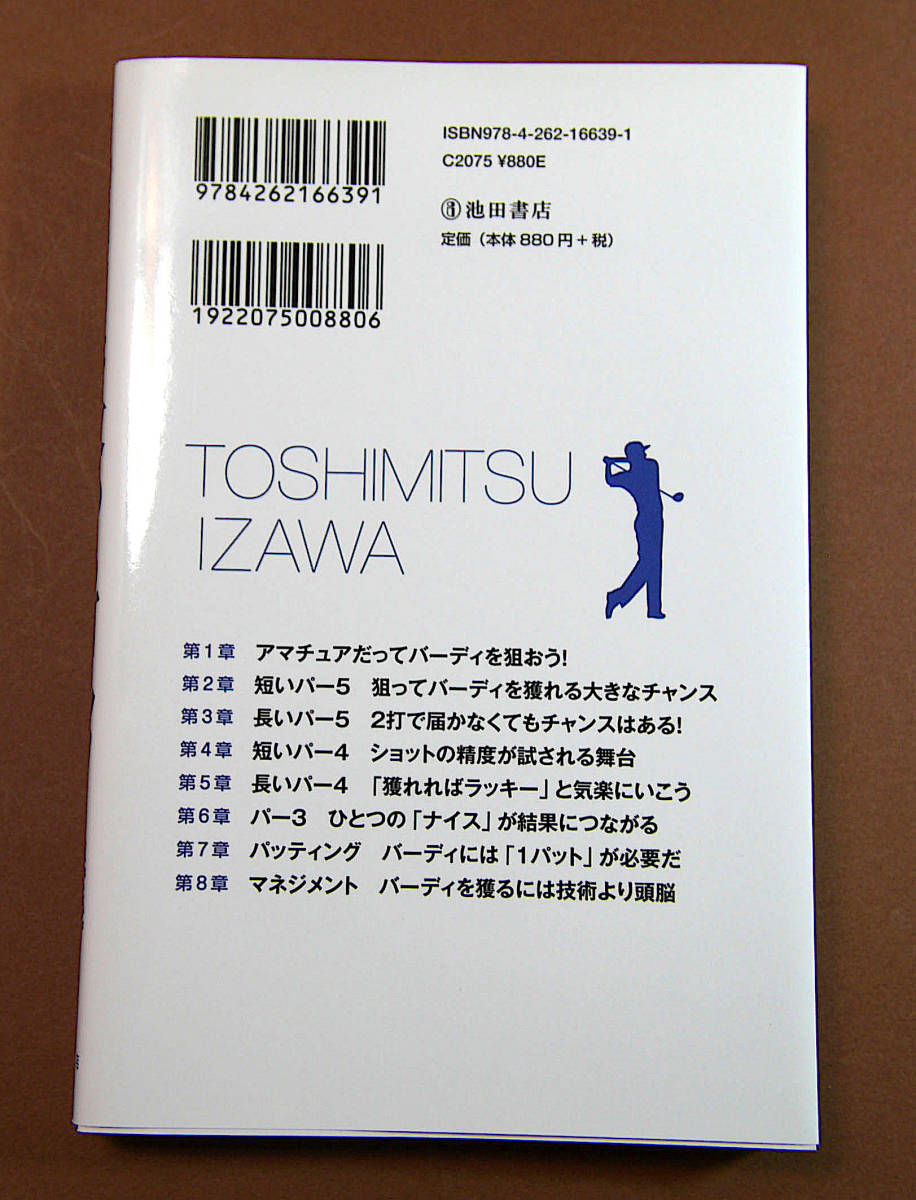 9784262166391
1922075008806
ISBN978-4-262-16639-1
C2075 ¥880E
池田書店
定価（本体880円+税）
TOSHIMITSU
IZAWA
第1章 アマチュアだってバーディを狙おう!
第2章 短いパー5 狙ってバーディを獲れる大きなチャンス
第3章 長いパー5 2打で届かなくてもチャンスはある!
第4章 短いパー4 ショットの精度が試される舞台
第5章 長いパー4 「獲れればラッキー」と気楽にいこう
第6章 パー3 ひとつの「ナイス」が結果につながる
第7章 パッティング バーディには「1パット」が必要だ
第8章 マネジメント バーディを獲るには技術より頭脳